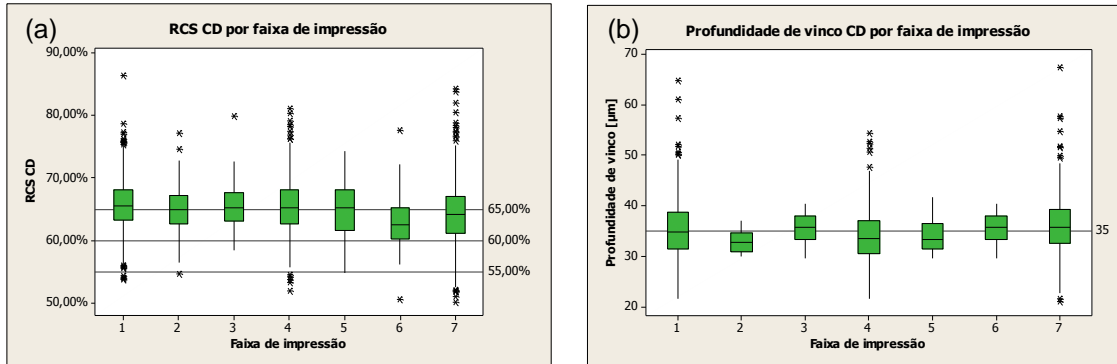 (a)
RCS CD por faixa de impressão
RCS CD
90,00%
80,00%
70,00%
60,00%
50,00%
65,00%
60,00%
55,00%
1 2 3 4 5 6 7
Faixa de impressão
(b)
Profundidade de vinco CD por faixa de impressão
Profundidade de vinco [µm]
70
60
50
40
30
20
35
1 2 3 4 5 6 7
Faixa de impressão